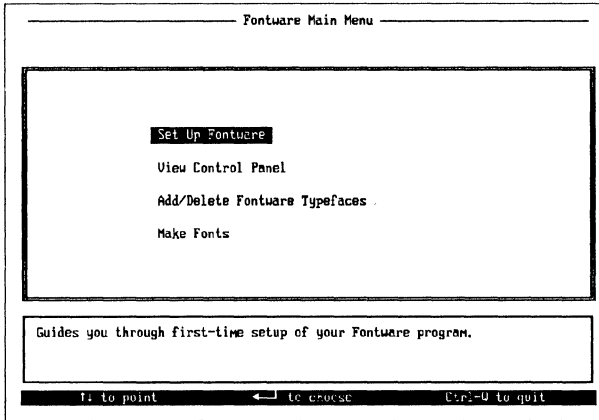 Fontware Main Menu
Set Up Fontware
View Control Panel
Add/Delete Fontware Typefaces
Make Fonts
Guides you through first-time setup of your Fontware program.
↑↓ to point ←┘ to choose Ctrl-Q to quit